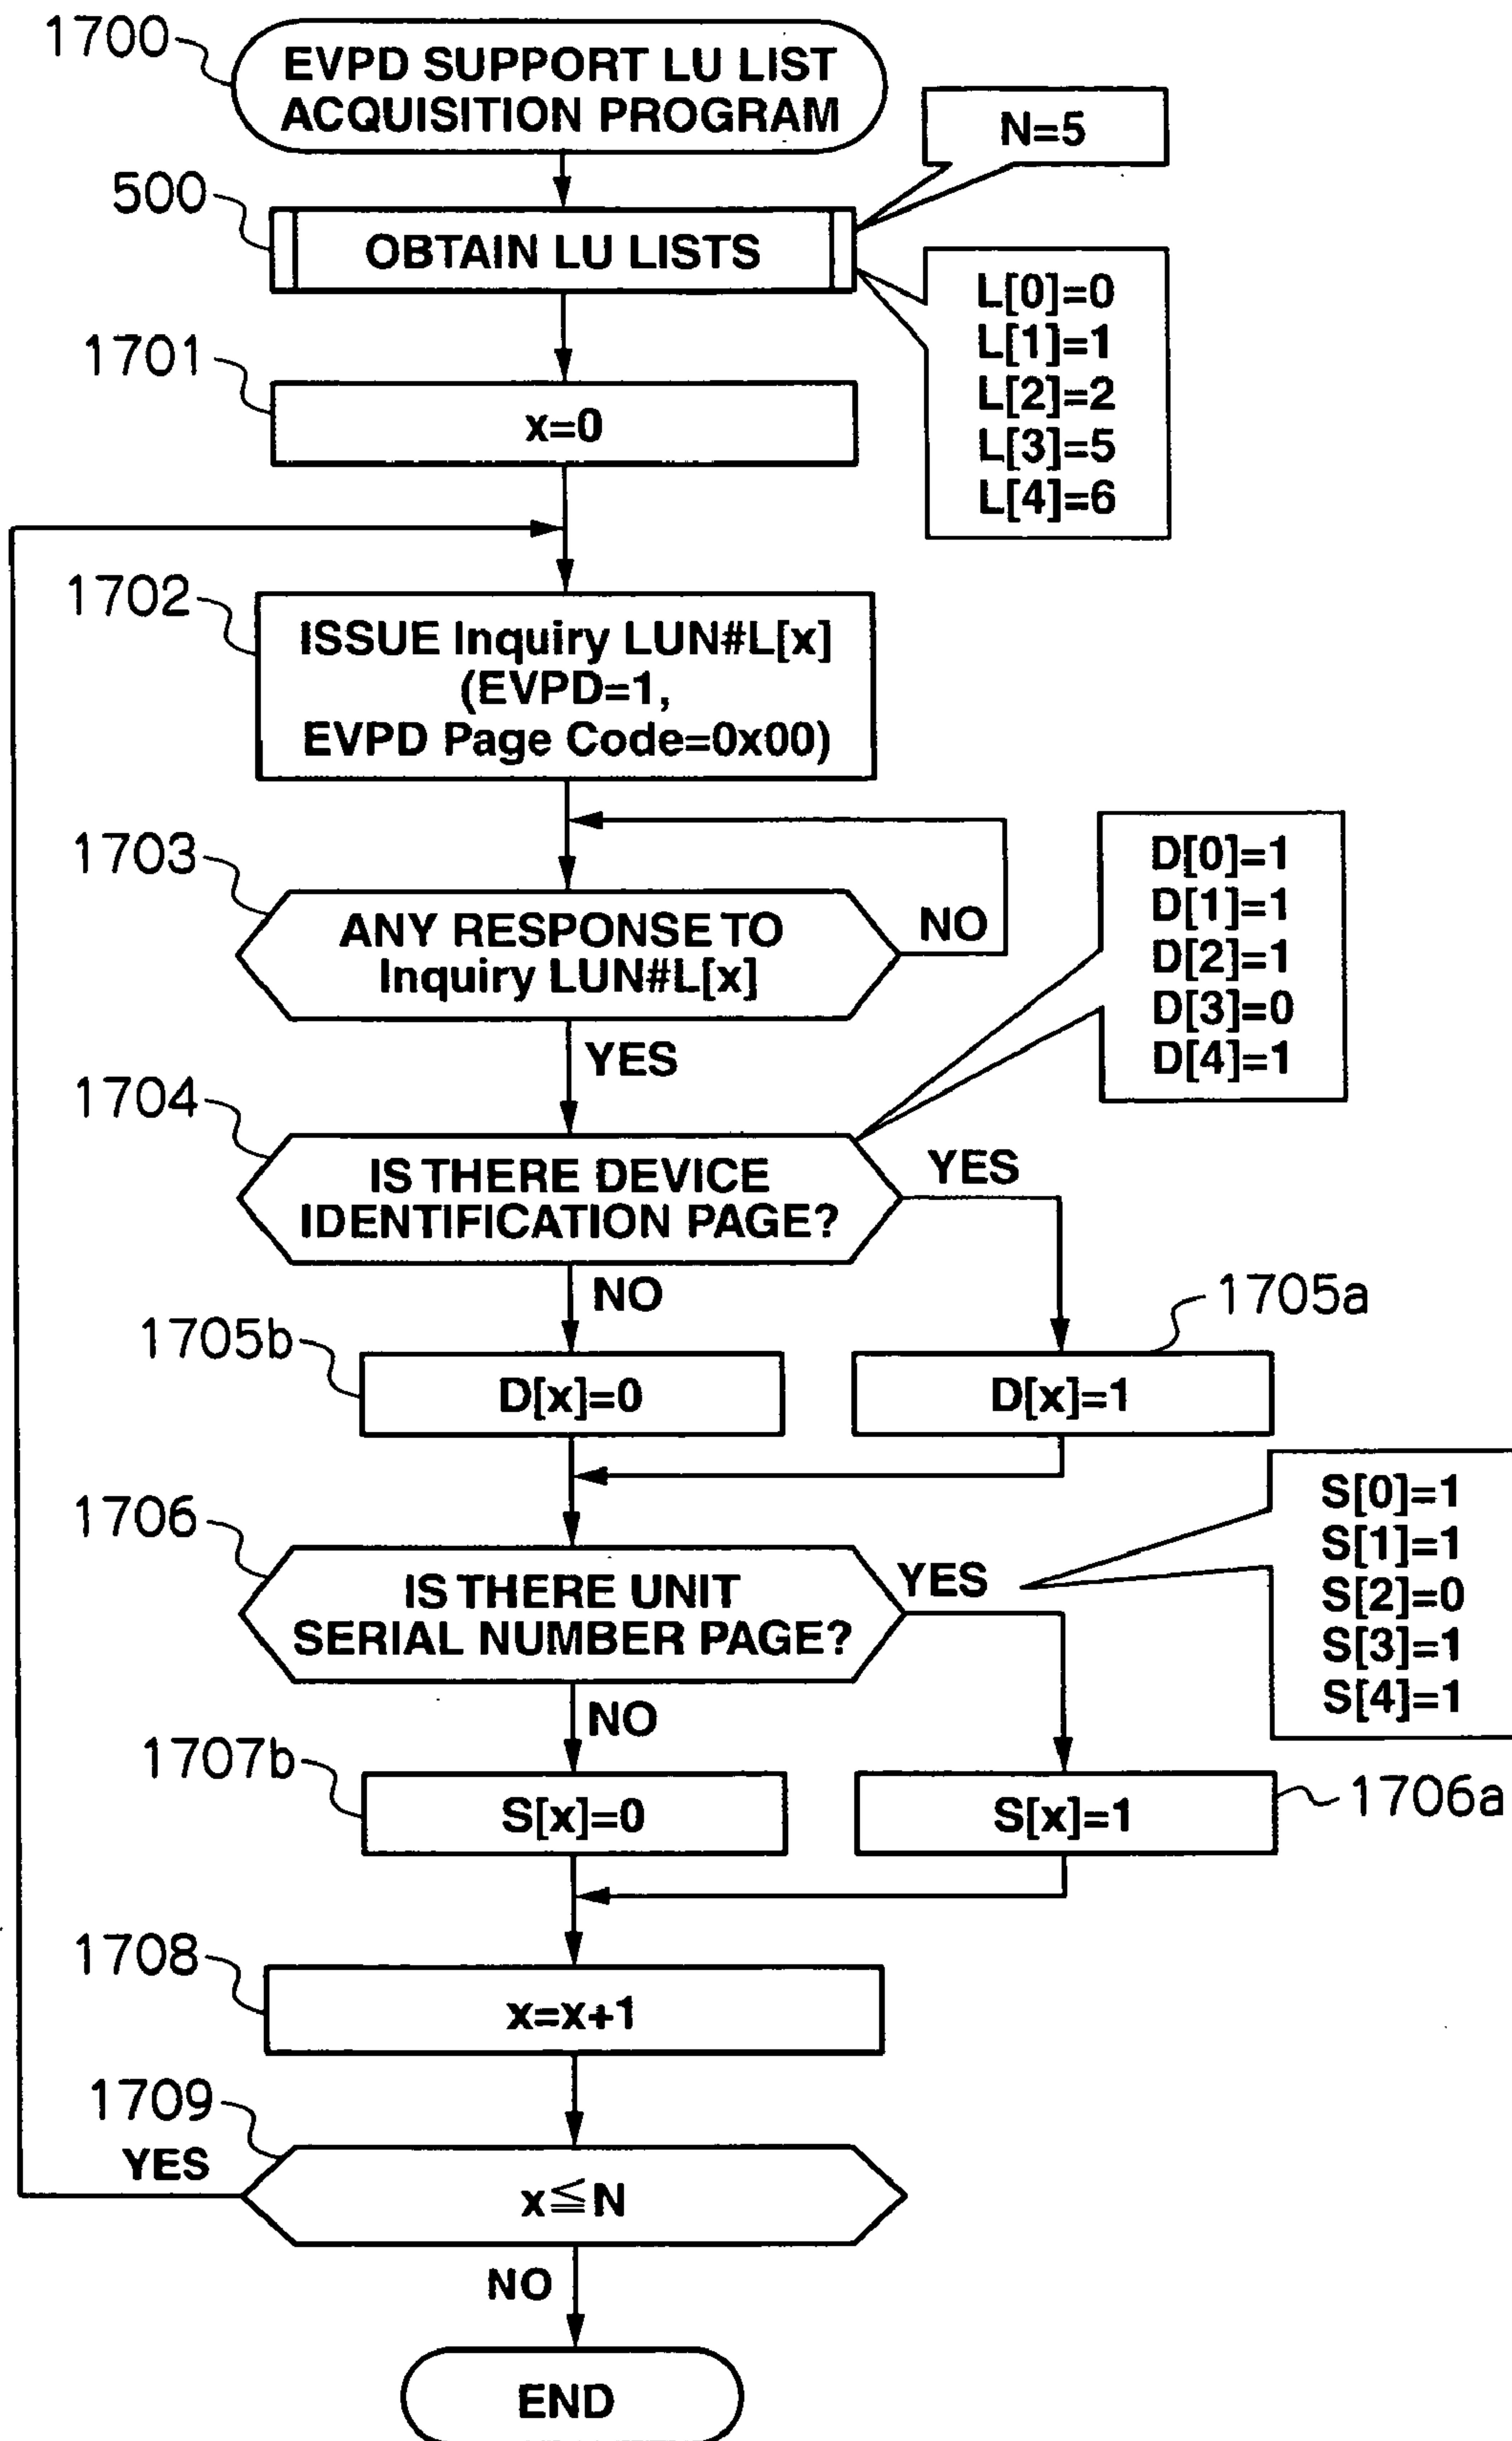 1700
EVPD SUPPORT LU LIST
ACQUISITION PROGRAM
N=5
500
OBTAIN LU LISTS
L[0]=0
L[1]=1
L[2]=2
L[3]=5
L[4]=6
1701
x=0
1702
ISSUE Inquiry LUN#L[x]
(EVPD=1,
EVPD Page Code=0x00)
1703
ANY RESPONSE TO
Inquiry LUN#L[x]
NO
YES
D[0]=1
D[1]=1
D[2]=1
D[3]=0
D[4]=1
1704
IS THERE DEVICE
IDENTIFICATION PAGE?
YES
NO
1705b
D[x]=0
1705a
D[x]=1
1706
IS THERE UNIT
SERIAL NUMBER PAGE?
YES
NO
S[0]=1
S[1]=1
S[2]=0
S[3]=1
S[4]=1
1707b
S[x]=0
S[x]=1
1706a
1708
x=x+1
1709
YES
x≦N
NO
END